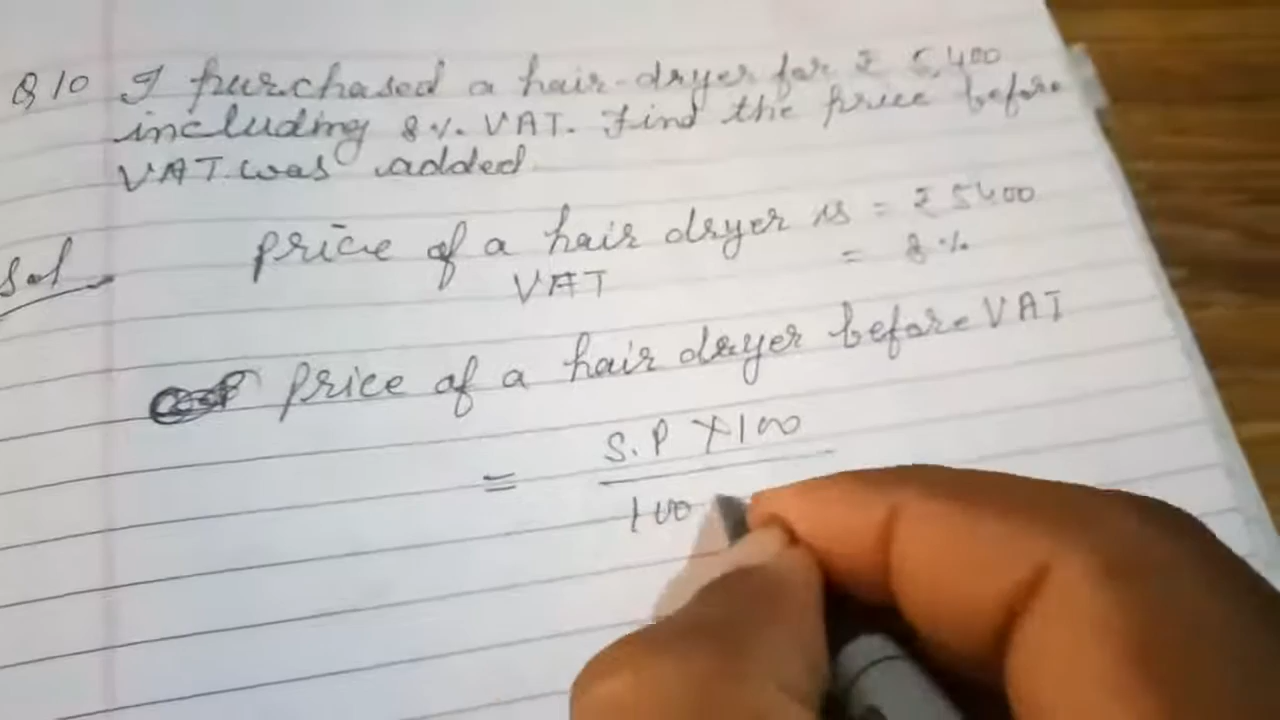 Q10 I purchased a hair-dryer for ₹ 5,400
including 8%. VAT. Find the price before
VAT was added.
Sol price of a hair dryer is = ₹ 5400
VAT = 8%
Price of a hair dryer before VAT
= S.P × 100
100